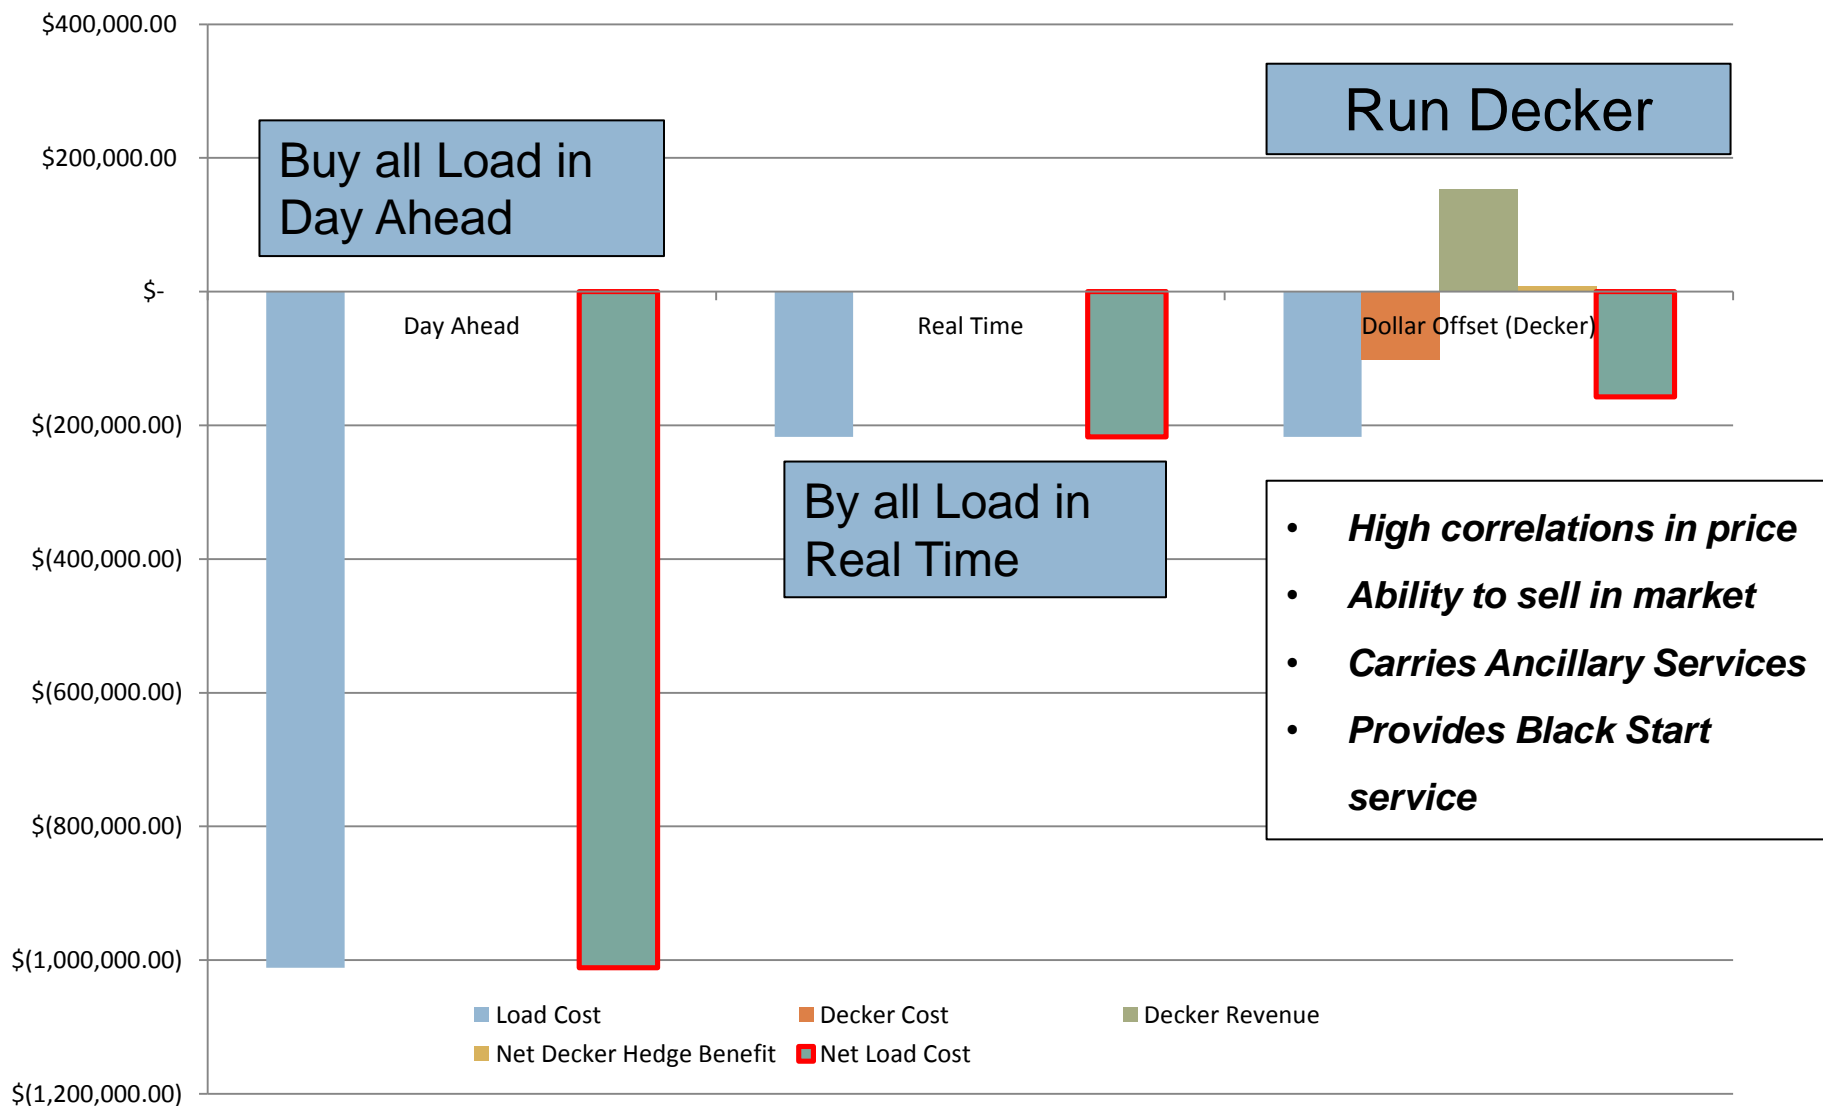 $400,000.00
$200,000.00
$-
$(200,000.00)
$(400,000.00)
$(600,000.00)
$(800,000.00)
$(1,000,000.00)
$(1,200,000.00)
Buy all Load in
Day Ahead
Run Decker
Day Ahead
Real Time
Dollar Offset (Decker)
By all Load in
Real Time
• High correlations in price
• Ability to sell in market
• Carries Ancillary Services
• Provides Black Start
service
Load Cost
Decker Cost
Decker Revenue
Net Decker Hedge Benefit
Net Load Cost